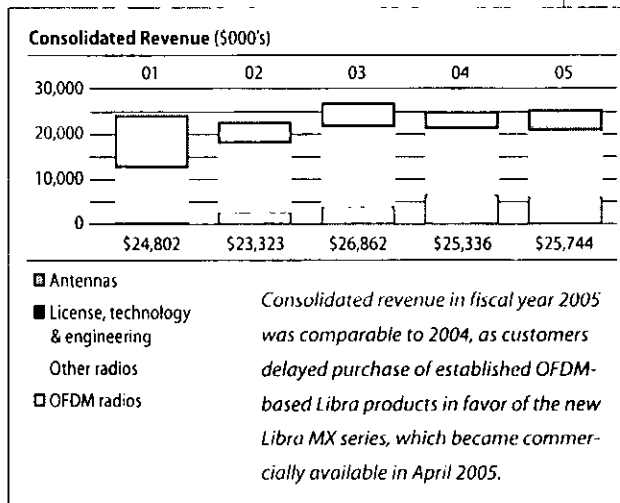 Consolidated Revenue ($000's)
01 02 03 04 05
30,000
20,000
10,000
0
$24,802 $23,323 $26,862 $25,336 $25,744
Antennas
License, technology
& engineering
Other radios
OFDM radios
Consolidated revenue in fiscal year 2005
was comparable to 2004, as customers
delayed purchase of established OFDM-
based Libra products in favor of the new
Libra MX series, which became commer-
cially available in April 2005.